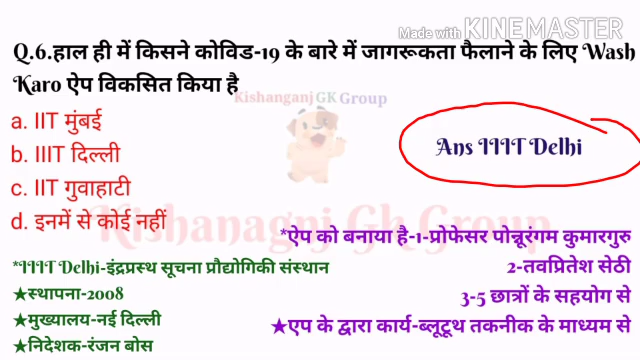 Made with KINEMASTER
Q.6.हाल ही में किसने कोविड-19 के बारे में जागरूकता फैलाने के लिए Wash
Karo ऐप विकसित किया है
Kishanganj GK Group
a. IIT मुंबई
b. IIIT दिल्ली
c. IIT गुवाहाटी
d. इनमें से कोई नहीं
Ans IIIT Delhi
Kishanagnj Gk Group
*ऐप को बनाया है-1-प्रोफेसर पोन्नूरंगम कुमारगुरु
2-तवप्रितेश सेठी
3-5 छात्रों के सहयोग से
★एप के द्वारा कार्य-ब्लूटूथ तकनीक के माध्यम से
*IIIT Delhi-इंद्रप्रस्थ सूचना प्रौद्योगिकी संस्थान
★स्थापना-2008
★मुख्यालय-नई दिल्ली
★निदेशक-रंजन बोस